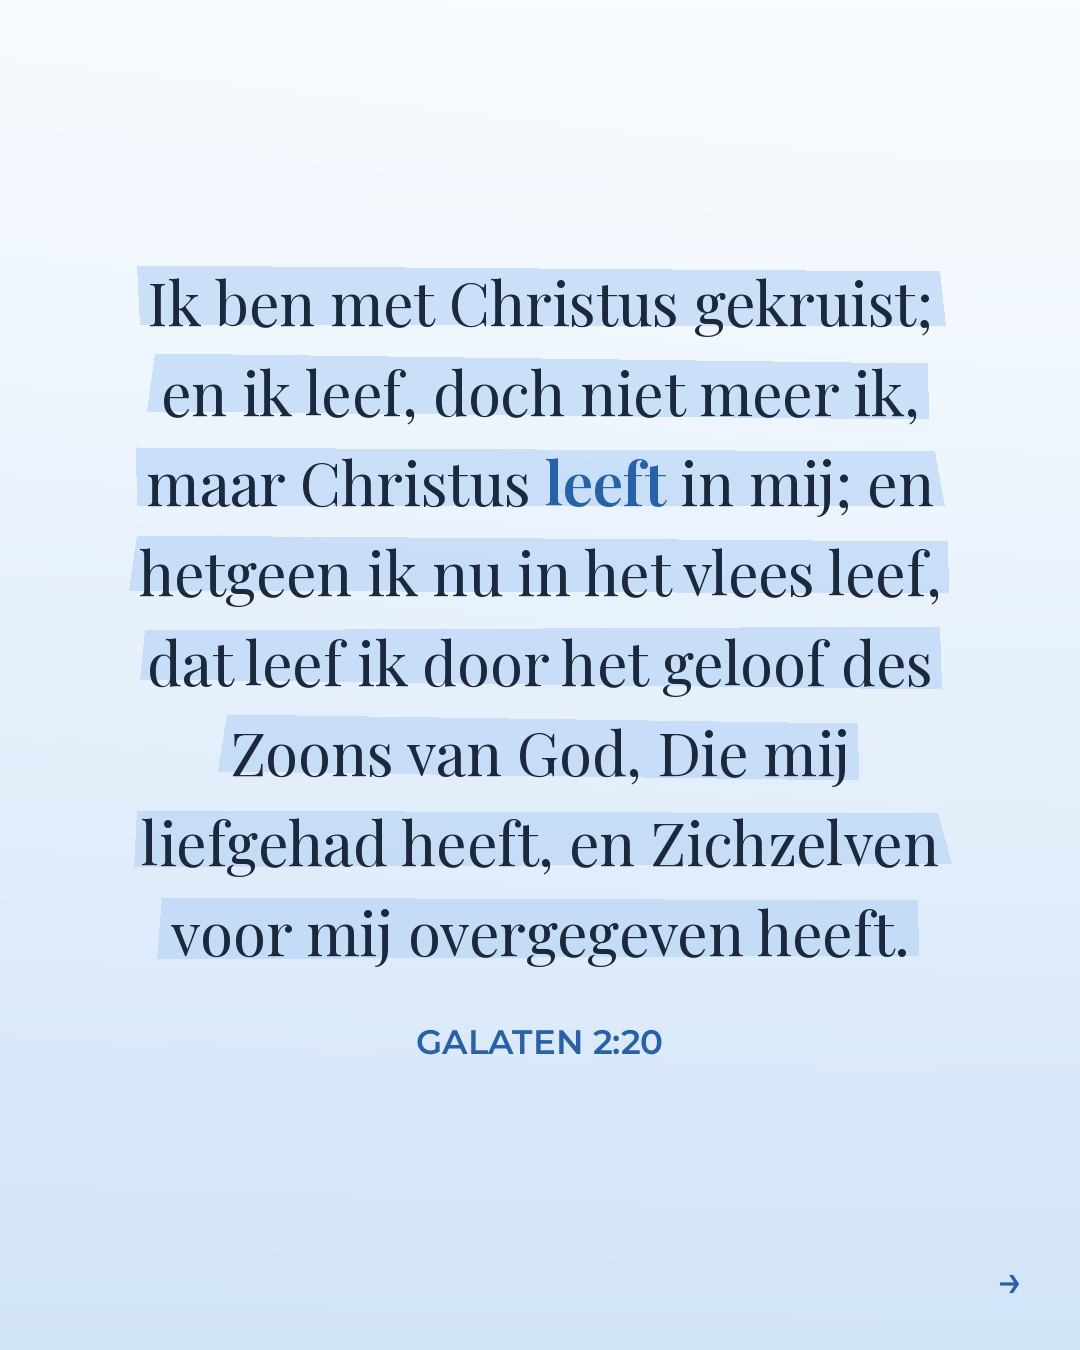 Ik ben met Christus gekruist;
en ik leef, doch niet meer ik,
maar Christus leeft in mij; en
hetgeen ik nu in het vlees leef,
dat leef ik door het geloof des
Zoons van God, Die mij
liefgehad heeft, en Zichzelven
voor mij overgegeven heeft.
GALATEN 2:20
→